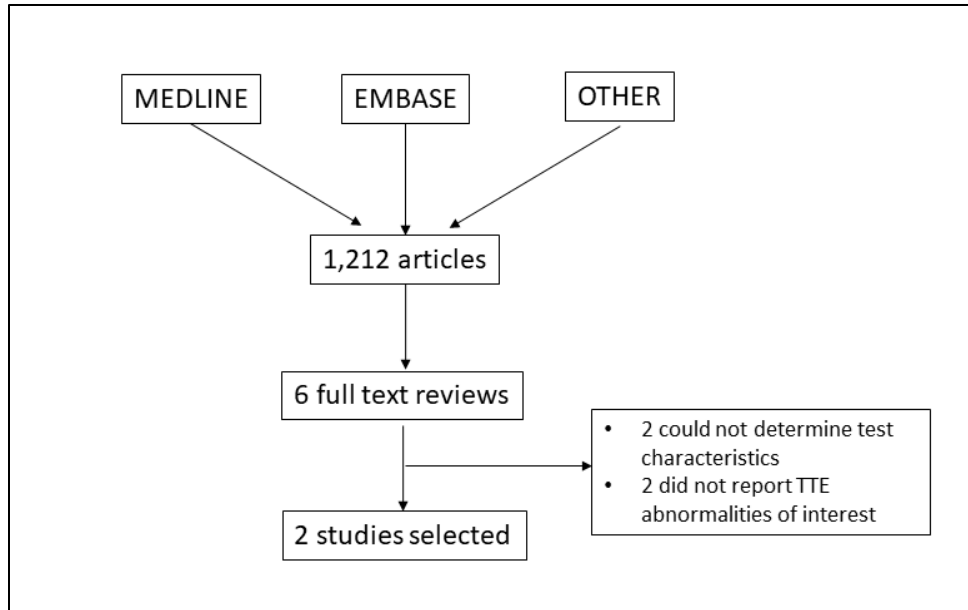 MEDLINE
EMBASE
OTHER
1,212 articles
6 full text reviews
• 2 could not determine test
characteristics
• 2 did not report TTE
abnormalities of interest
2 studies selected